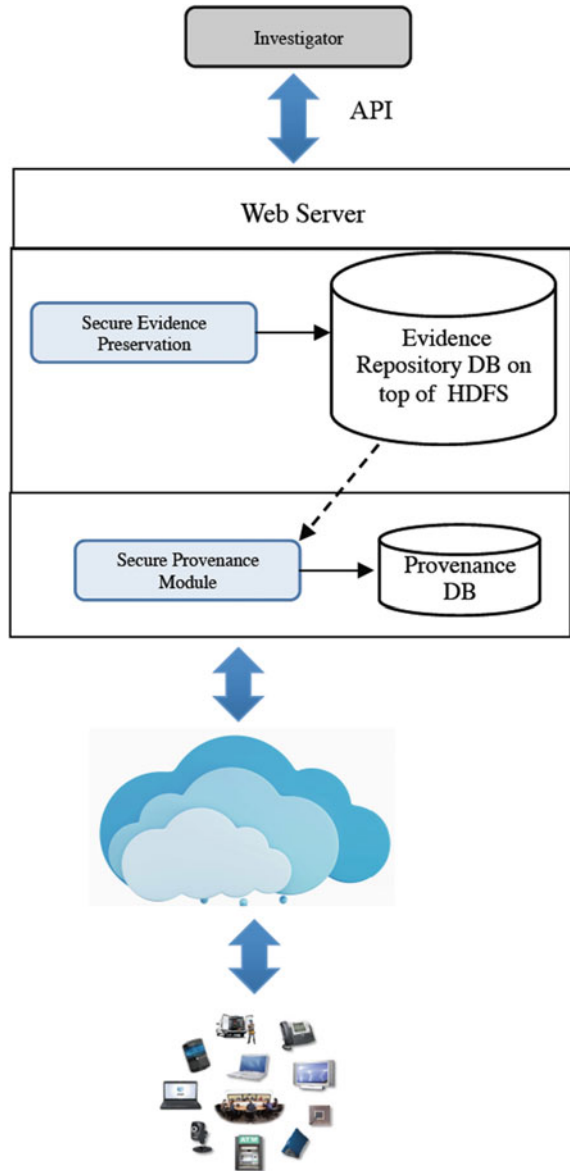 Investigator
API
Web Server
Secure Evidence
Preservation
Evidence
Repository DB on
top of HDFS
Secure Provenance
Module
Provenance
DB
ATM